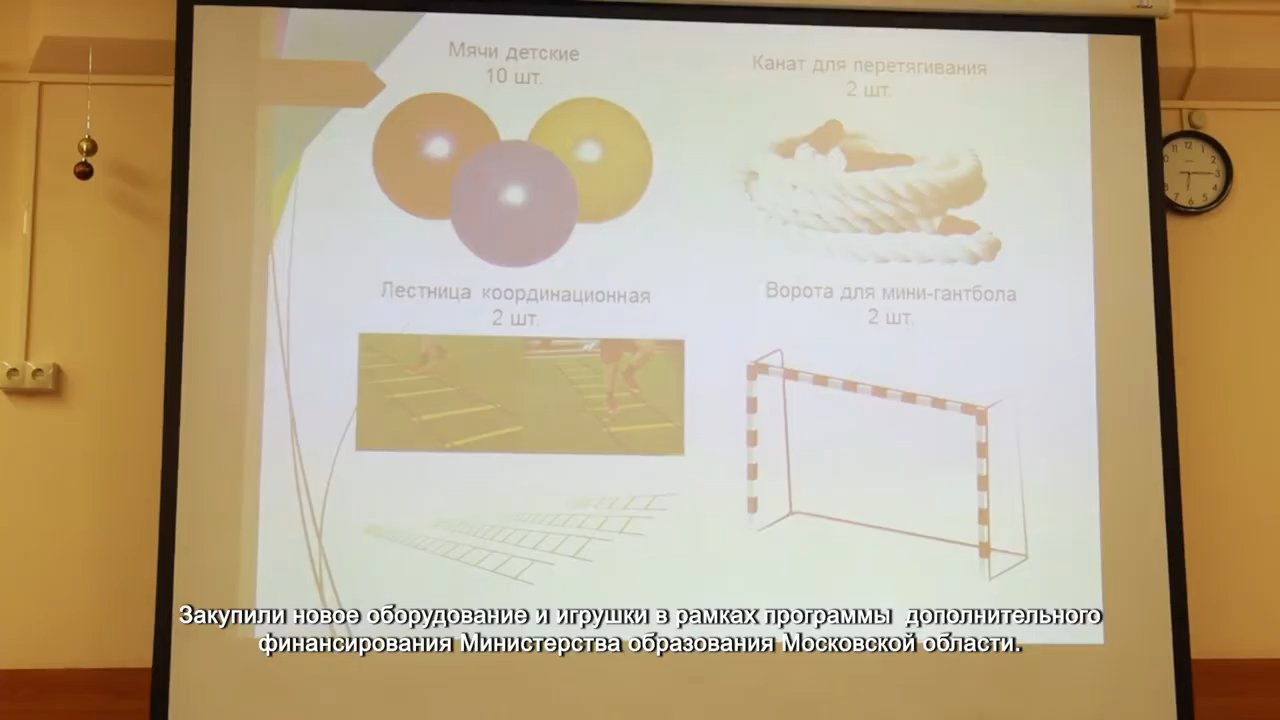 Мячи детские
10 шт.
Канат для перетягивания
2 шт.
Лестница координационная
2 шт.
Ворота для мини-гантбола
2 шт.
Закупили новое оборудование и игрушки в рамках программы дополнительного
финансирования Министерства образования Московской области.